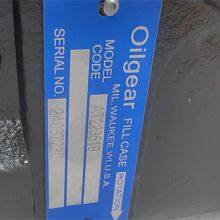 Oilgear FILL CASE
MILWAUKEE WI U.S.A. ROTATION
MODEL CODE
SERIAL NO.